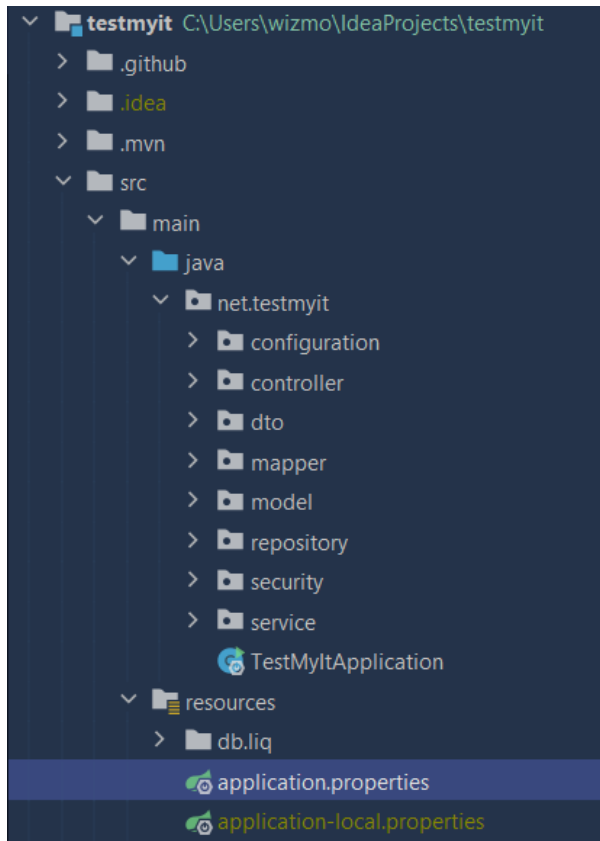 testmyit C:\Users\wizmo\IdeaProjects\testmyit
.github
.idea
.mvn
src
main
java
net.testmyit
configuration
controller
dto
mapper
model
repository
security
service
TestMyItApplication
resources
db.liq
application.properties
application-local.properties